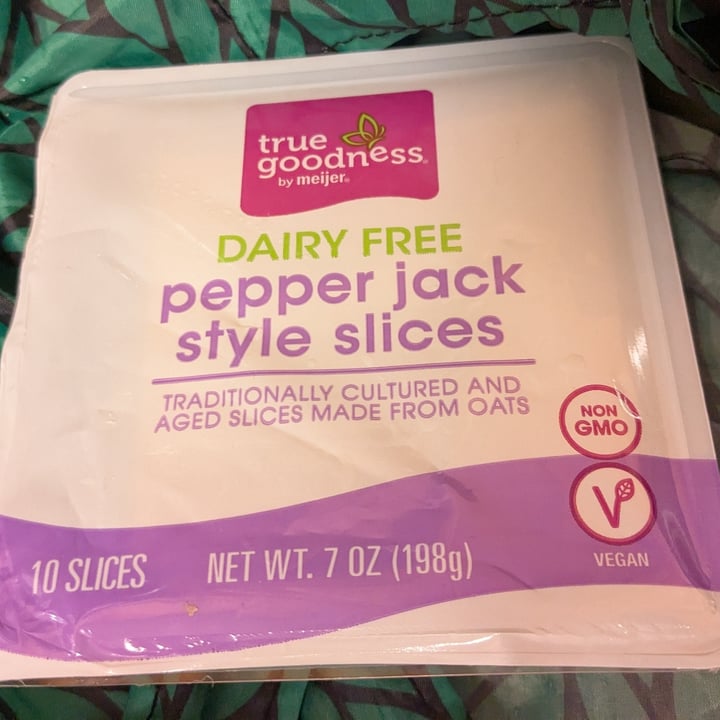 true
goodness®
by meijer®
DAIRY FREE
pepper jack
style slices
TRADITIONALLY CULTURED AND
AGED SLICES MADE FROM OATS
NON
GMO
V
VEGAN
10 SLICES NET WT. 7 OZ (198g)